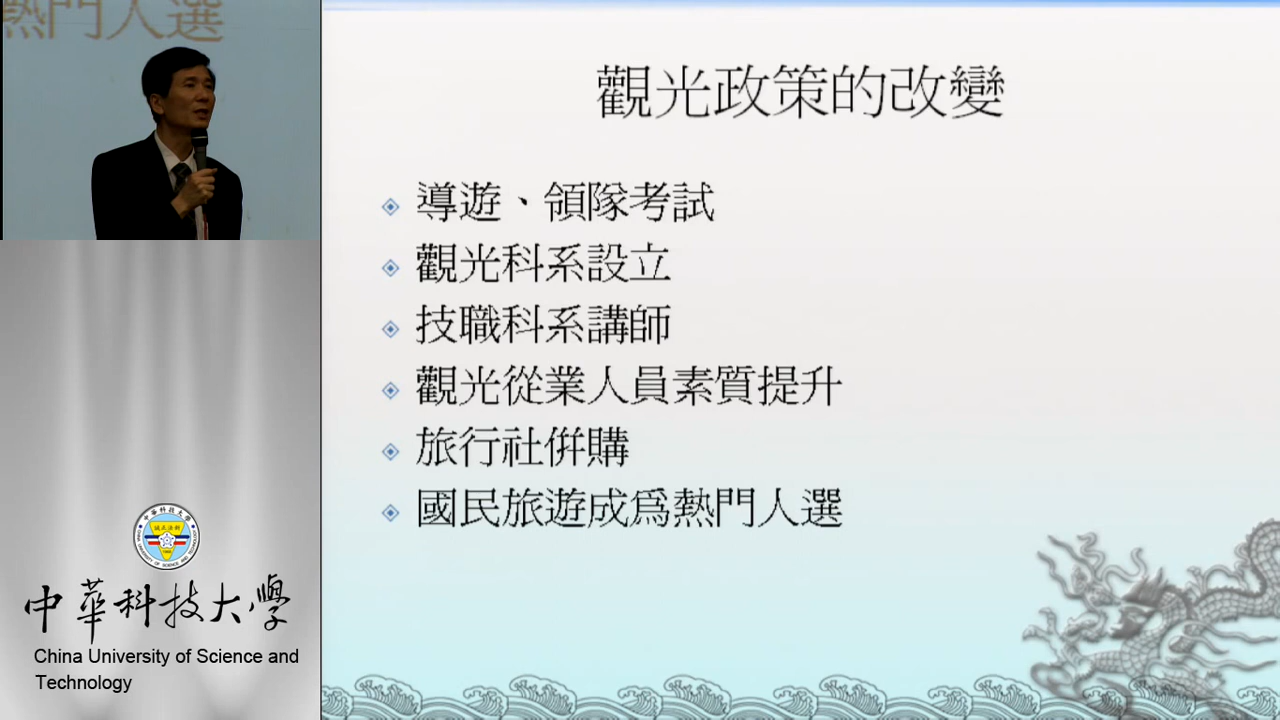 熱門人選
觀光政策的改變
導遊、領隊考試
觀光科系設立
技職科系講師
觀光從業人員素質提升
旅行社併購
國民旅遊成為熱門人選
中華科技大學
China University of Science and
Technology